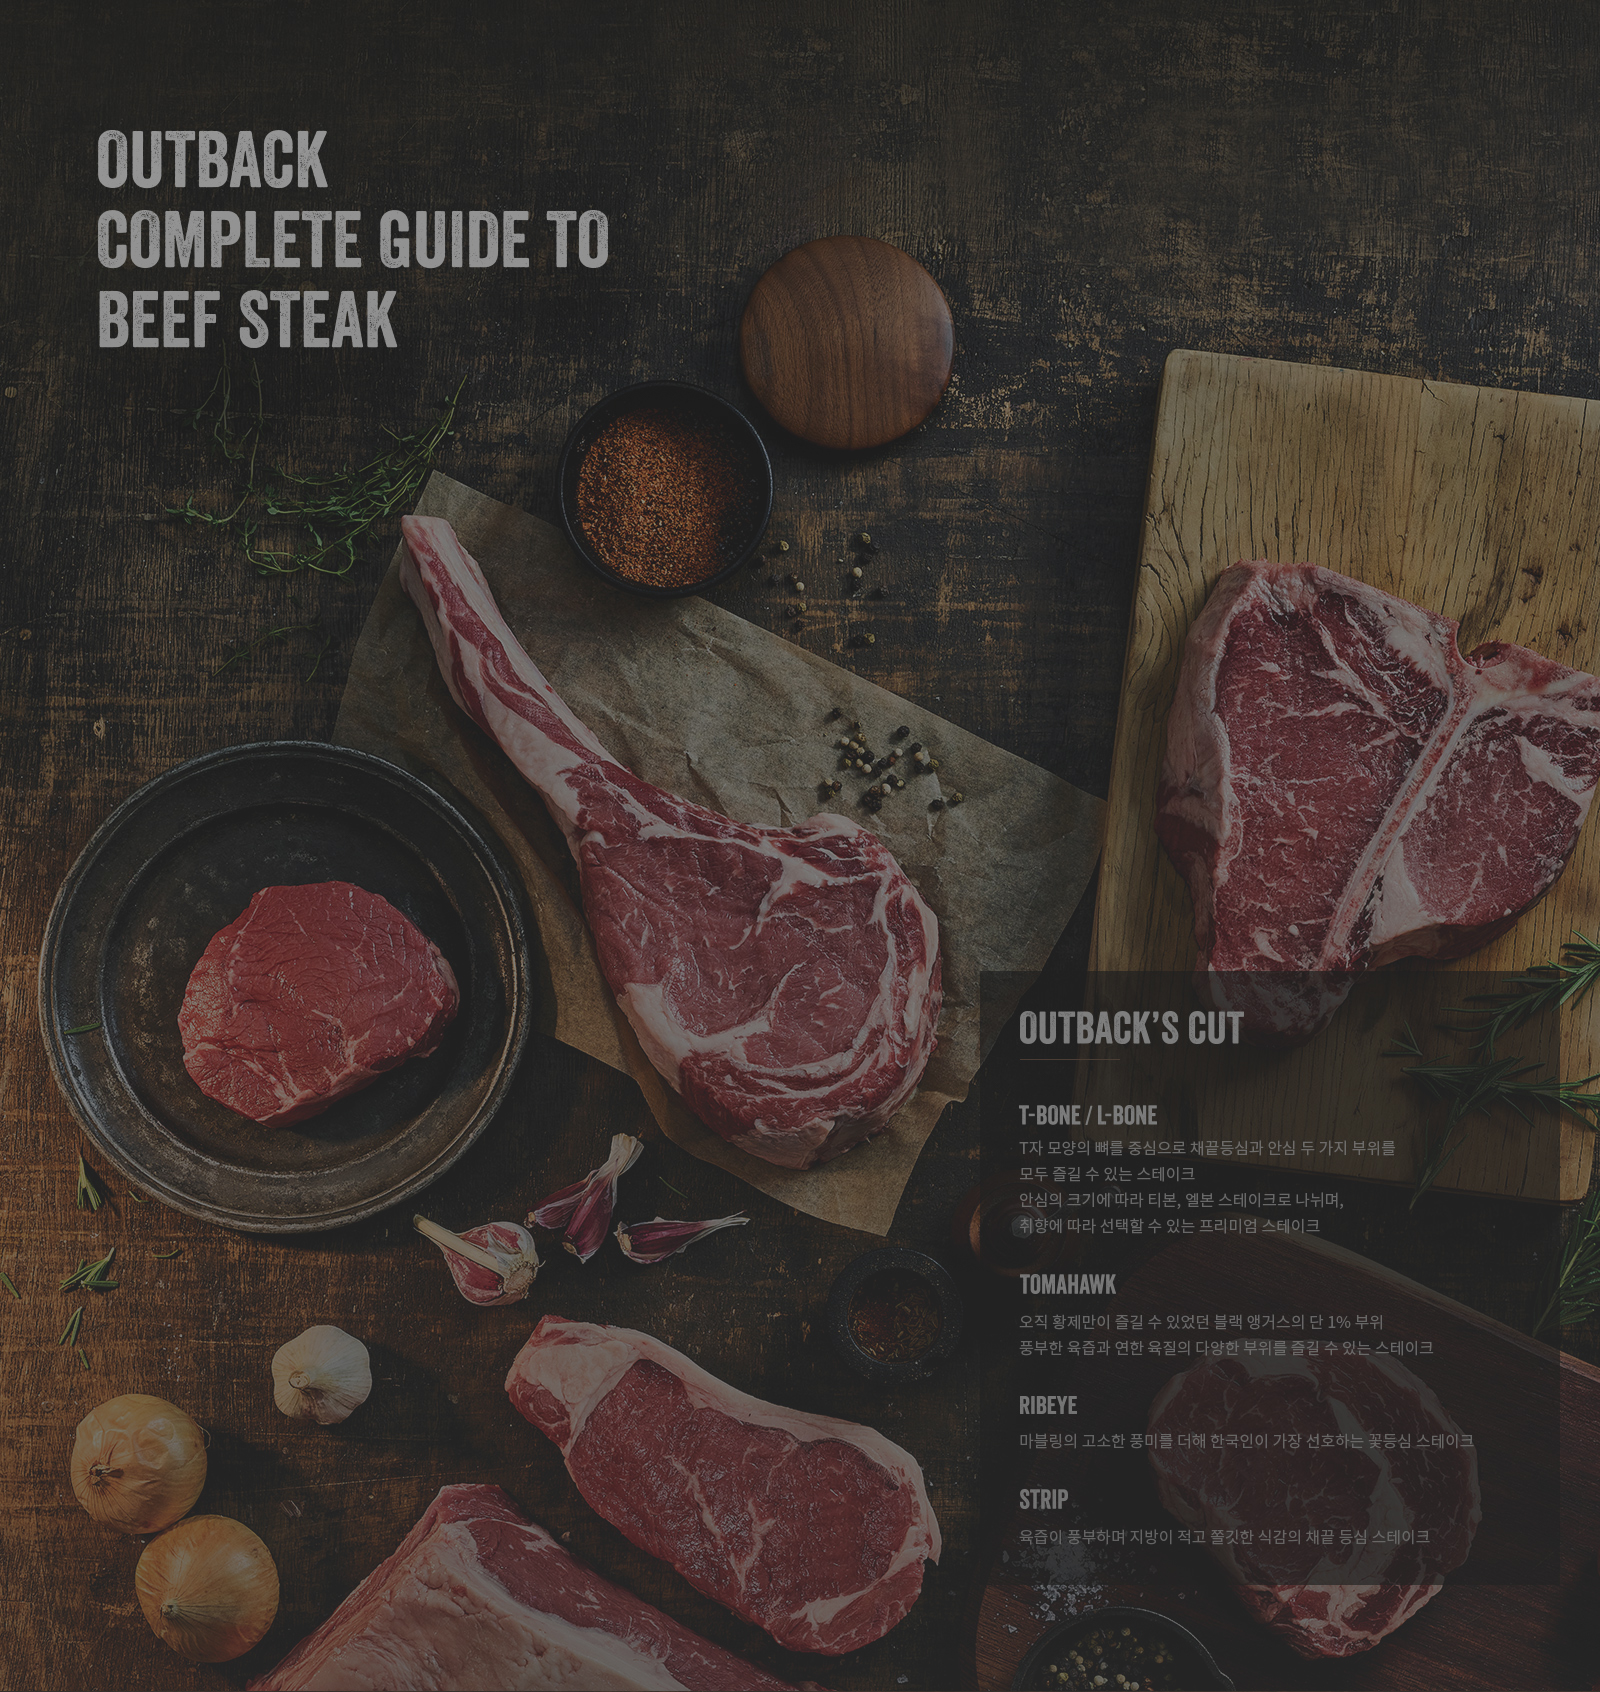 OUTBACK
COMPLETE GUIDE TO
BEEF STEAK
OUTBACK'S CUT
T-BONE / L-BONE
T자 모양의 뼈를 중심으로 채끝등심과 안심 두 가지 부위를
모두 즐길 수 있는 스테이크
안심의 크기에 따라 티본, 엘본 스테이크로 나뉘며,
취향에 따라 선택할 수 있는 프리미엄 스테이크
TOMAHAWK
오직 황제만이 즐길 수 있었던 블랙 앵거스의 단 1% 부위
풍부한 육즙과 연한 육질의 다양한 부위를 즐길 수 있는 스테이크
RIBEYE
마블링의 고소한 풍미를 더해 한국인이 가장 선호하는 꽃등심 스테이크
STRIP
육즙이 풍부하며 지방이 적고 쫄깃한 식감의 채끝 등심 스테이크